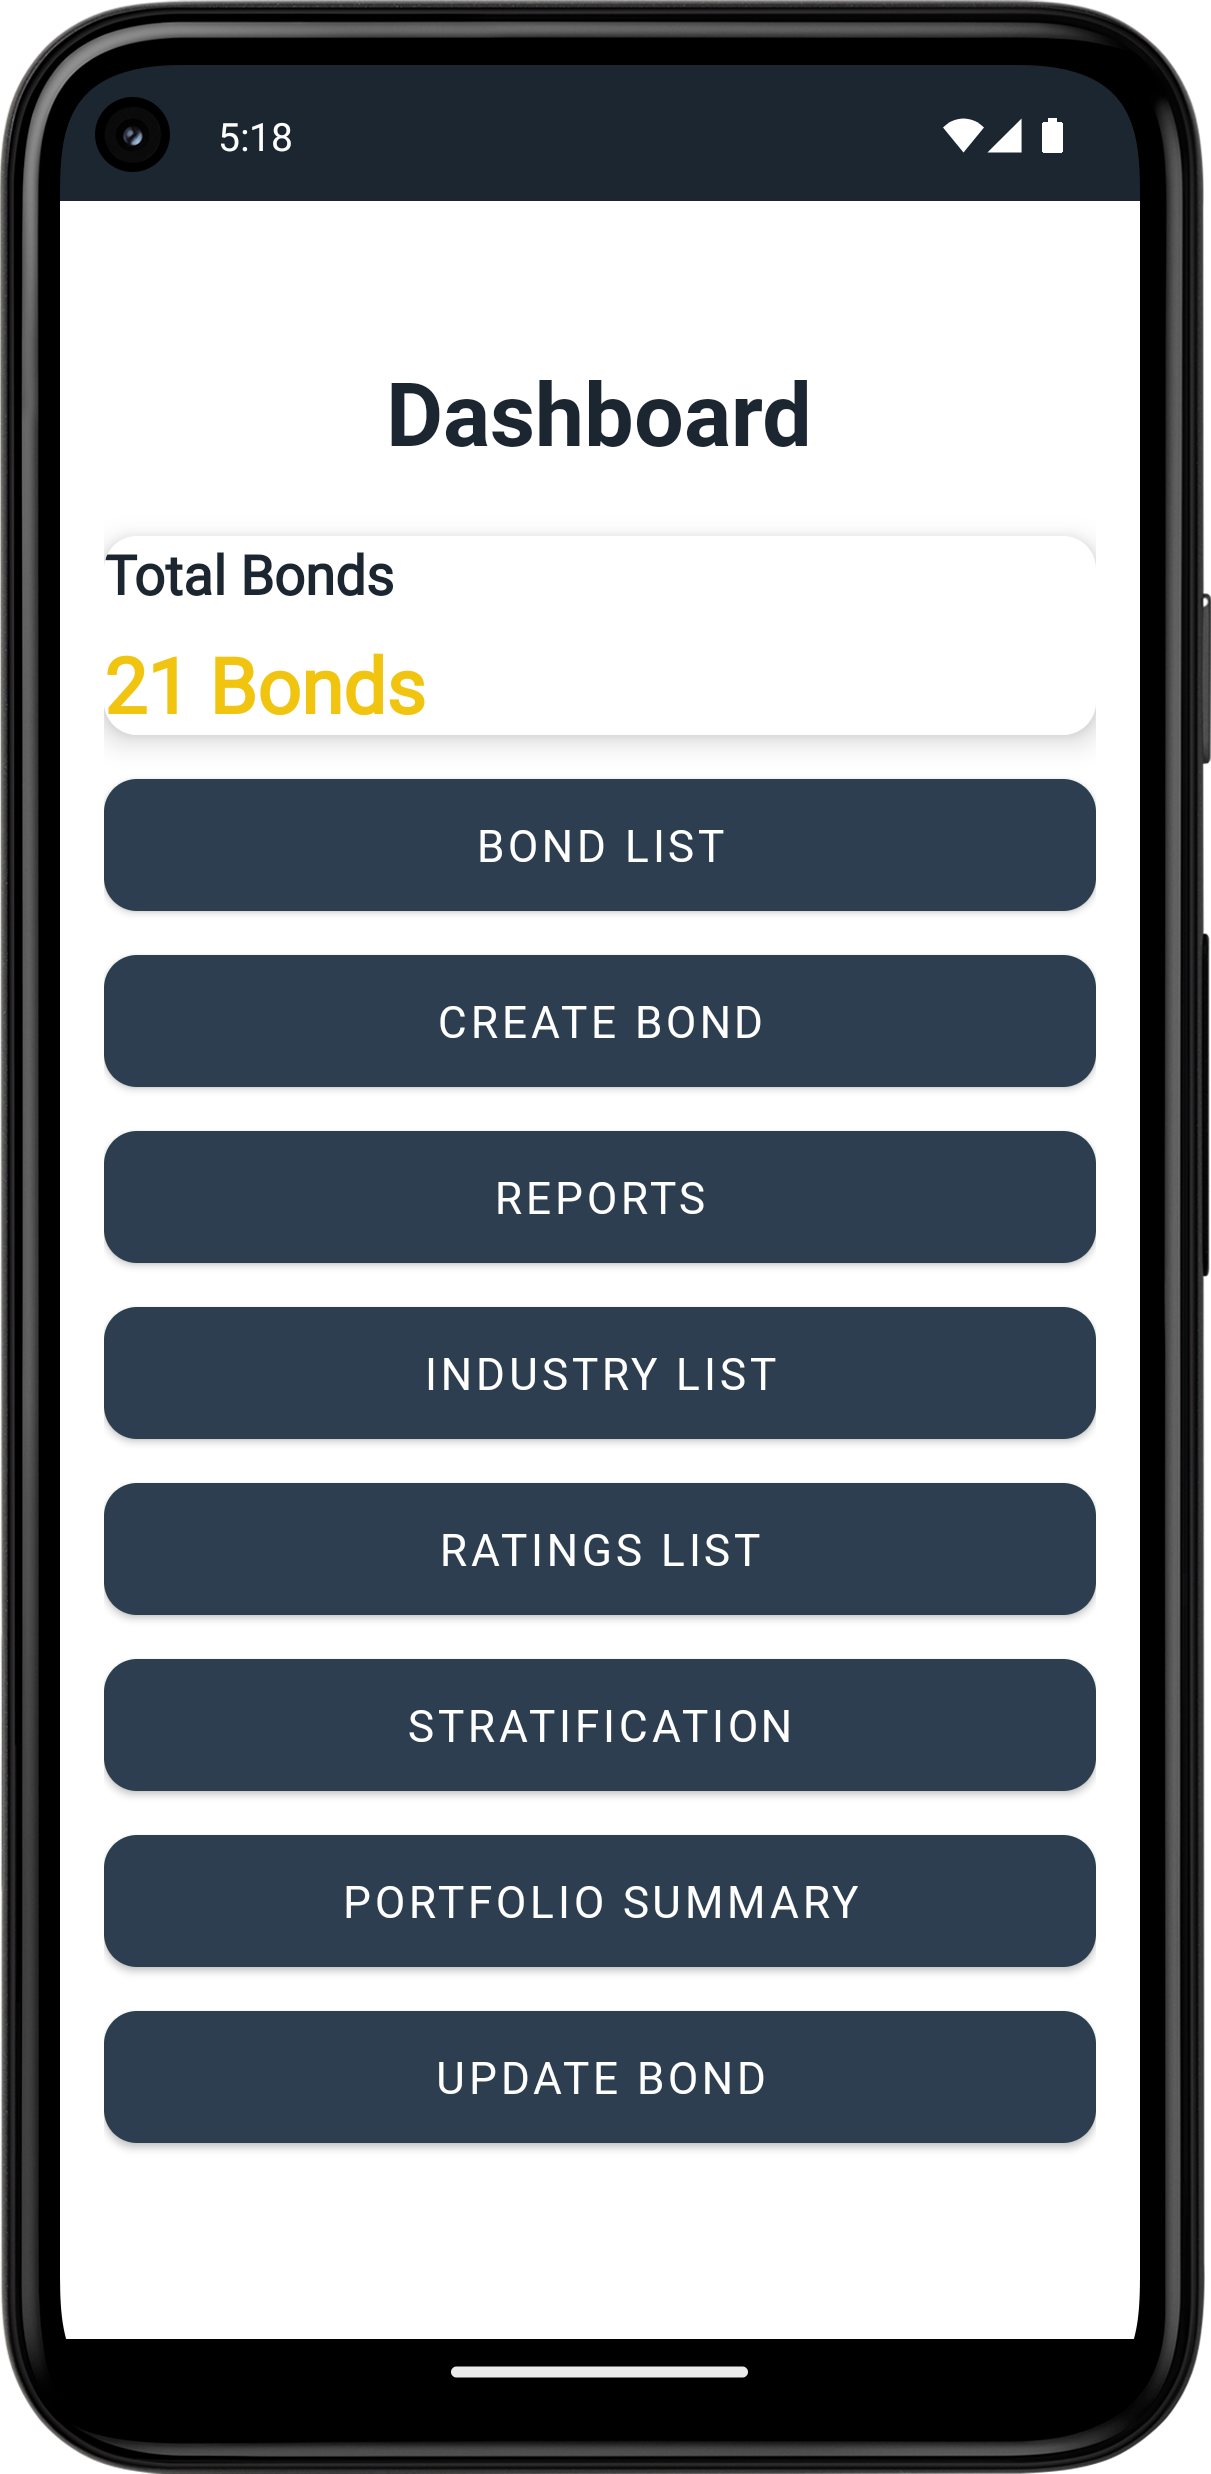 5:18
Dashboard
Total Bonds
21 Bonds
BOND LIST
CREATE BOND
REPORTS
INDUSTRY LIST
RATINGS LIST
STRATIFICATION
PORTFOLIO SUMMARY
UPDATE BOND